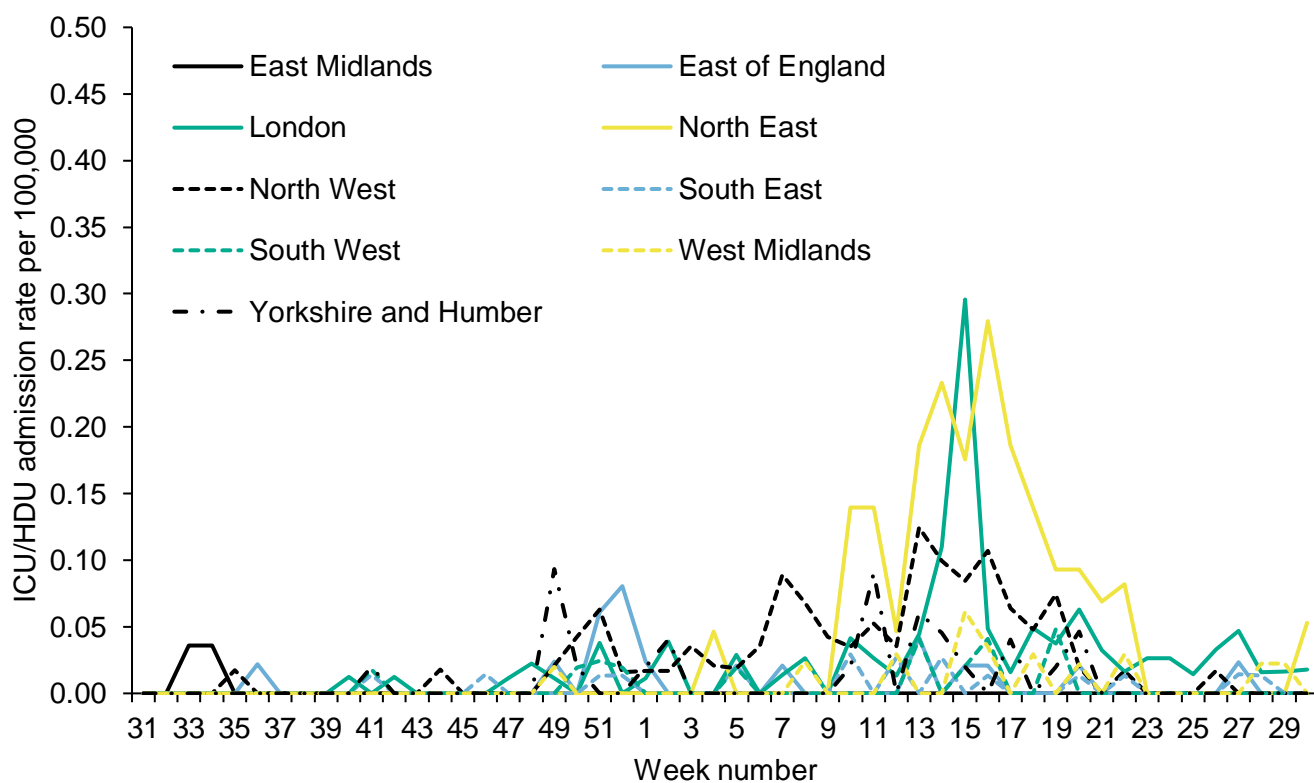 ICU/HDU admission rate per 100,000
0.50
0.45
0.40
0.35
0.30
0.25
0.20
0.15
0.10
0.05
0.00
East Midlands East of England
London North East
North West South East
South West West Midlands
Yorkshire and Humber
31 33 35 37 39 41 43 45 47 49 51 1 3 5 7 9 11 13 15 17 19 21 23 25 27 29
Week number